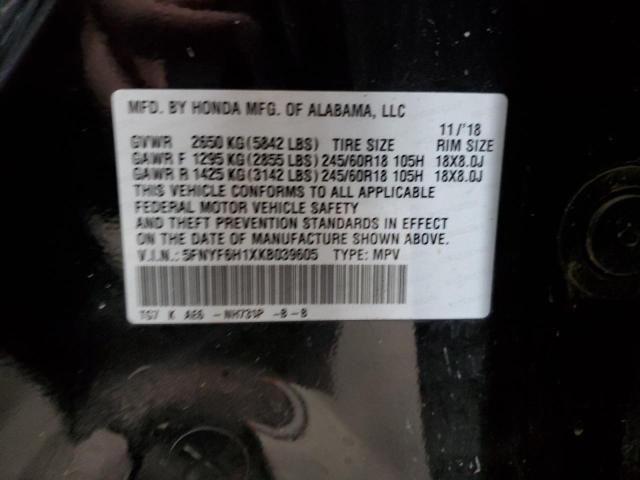 MFD. BY HONDA MFG. OF ALABAMA, LLC
11/'18
GVWR 2650 KG(5842 LBS) TIRE SIZE RIM SIZE
GAWR F 1295 KG(2855 LBS)245/60R18 105H 18X8.0J
GAWR R 1425 KG(3142 LBS)245/60R18 105H 18X8.0J
THIS VEHICLE CONFORMS TO ALL APPLICABLE
FEDERAL MOTOR VEHICLE SAFETY
AND THEFT PREVENTION STANDARDS IN EFFECT
ON THE DATE OF MANUFACTURE SHOWN ABOVE.
V.I.N.: 5FNYF6H1XKB039605 TYPE: MPV
TG7 K AE6 -NH731P -B-B